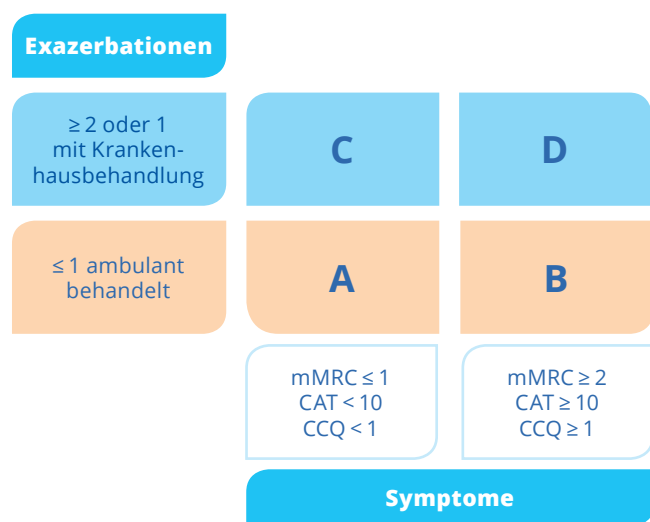 Exazerbationen
≥ 2 oder 1
mit Kranken-
hausbehandlung
C
D
≤ 1 ambulant
behandelt
A
B
mMRC ≤ 1
CAT < 10
CCQ < 1
mMRC ≥ 2
CAT ≥ 10
CCQ ≥ 1
Symptome